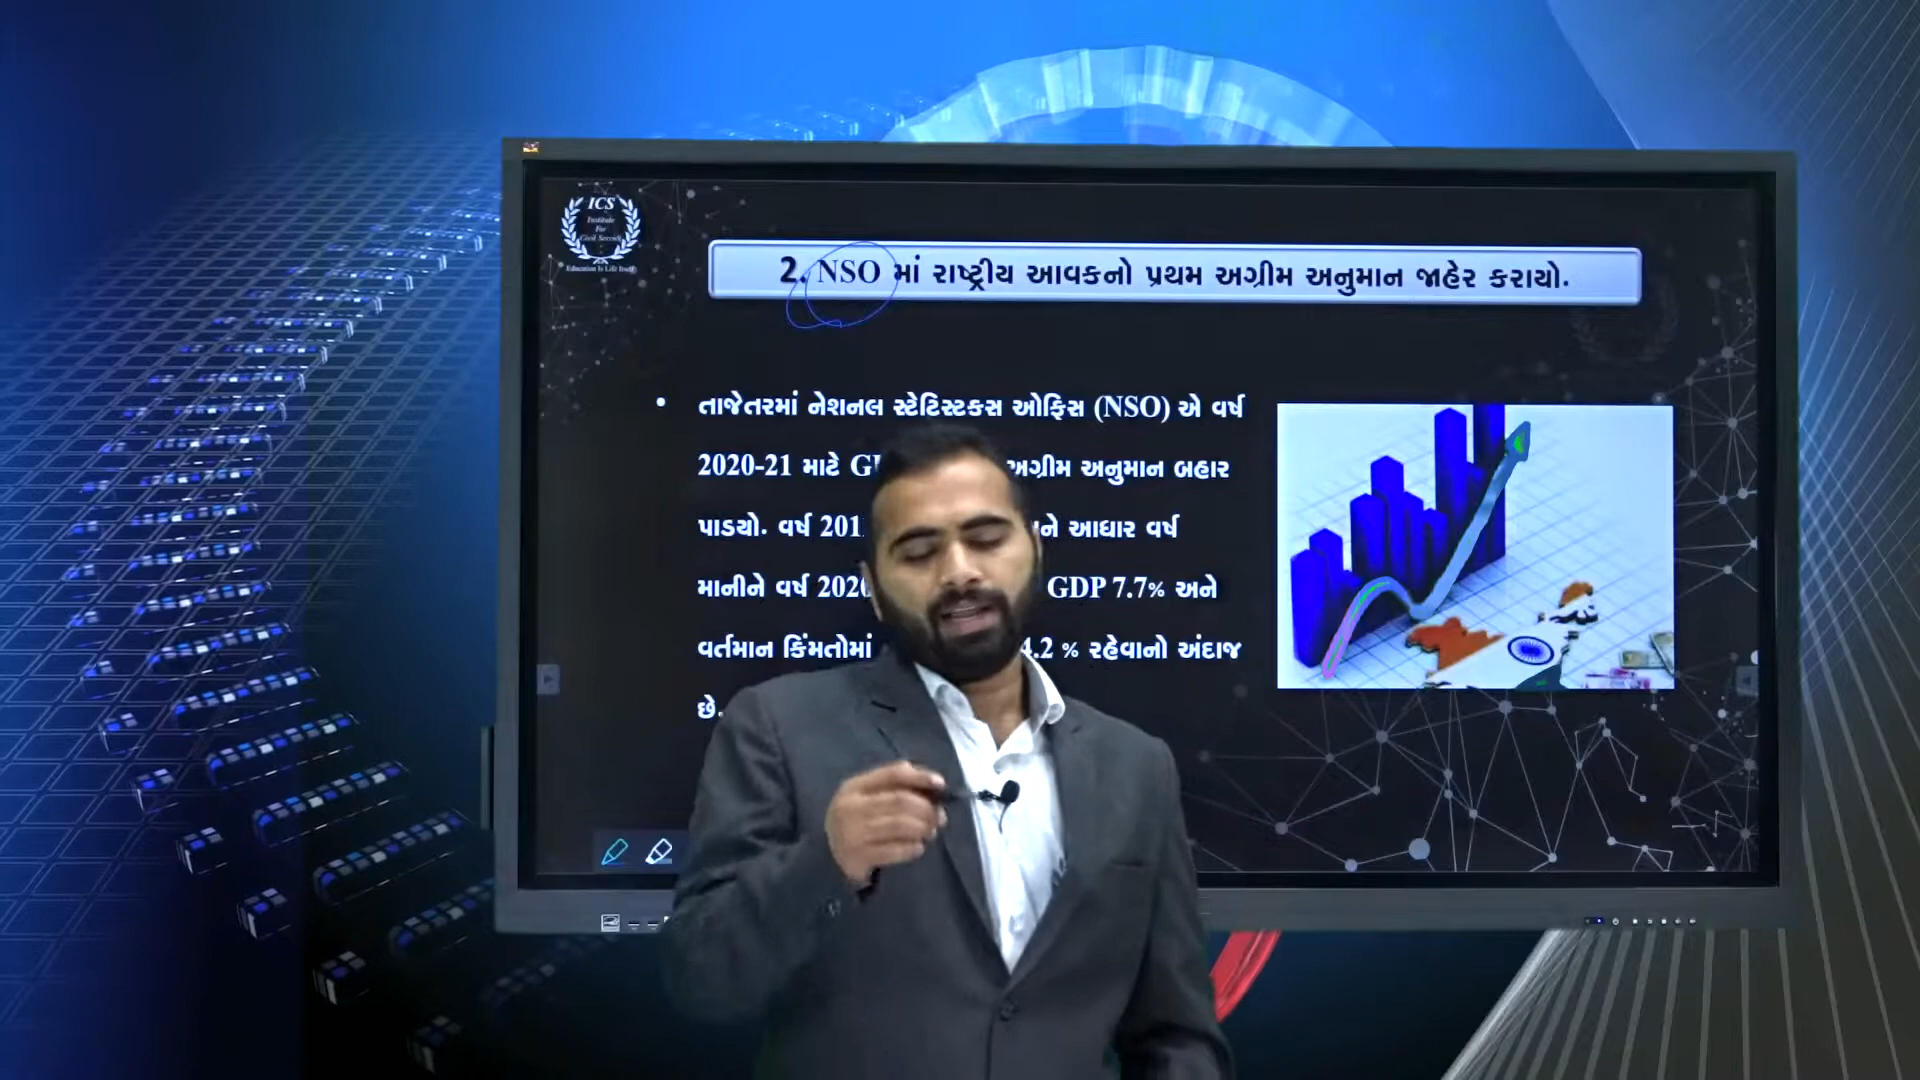 ICS
Institute
For
Civil Services
Education Is Life Itself
2. NSO માં રાષ્ટ્રીય આવકનો પ્રથમ અગ્રીમ અનુમાન જાહેર કરાયો.
• તાજેતરમાં નેશનલ સ્ટેટિસ્ટકસ ઓફિસ (NSO) એ વર્ષ
2020-21 માટે અગ્રીમ અનુમાન બહાર
પાડયો. વર્ષ આધાર વર્ષ
માનીને વર્ષ GDP 7.7% અને
વર્તમાન કિંમતોમાં 4.2 % રહેવાનો અંદાજ
છે.